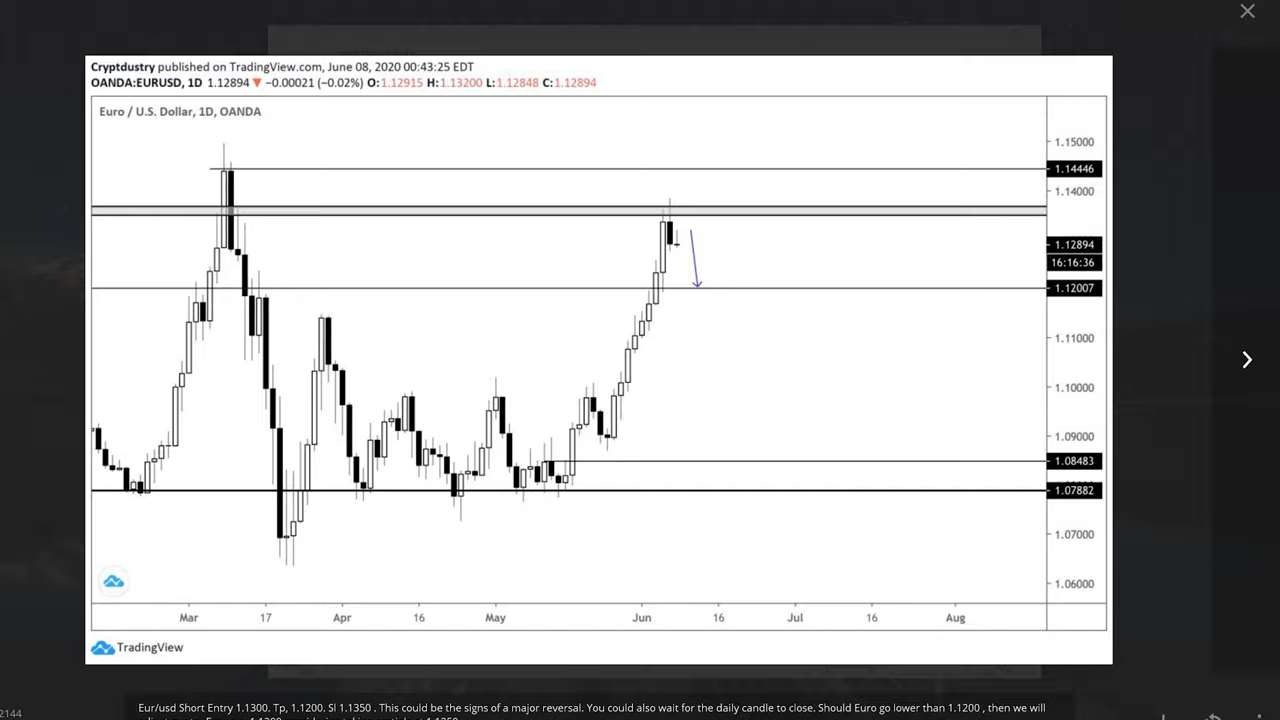 Cryptdustry published on TradingView.com, June 08, 2020 00:43:25 EDT
OANDA:EURUSD, 1D 1.12894 ▼ −0.00021 (−0.02%) O:1.12915 H:1.13200 L:1.12848 C:1.12894
Euro / U.S. Dollar, 1D, OANDA
1.15000
1.14446
1.14000
1.12894
16:16:36
1.12007
1.11000
1.10000
1.09000
1.08483
1.07882
1.07000
1.06000
Mar 17 Apr 16 May Jun 16 Jul 16 Aug
TradingView
2144
Eur/usd Short Entry 1.1300. Tp, 1.1200. Sl 1.1350 . This could be the signs of a major reversal. You could also wait for the daily candle to close. Should Euro go lower than 1.1200 , then we will